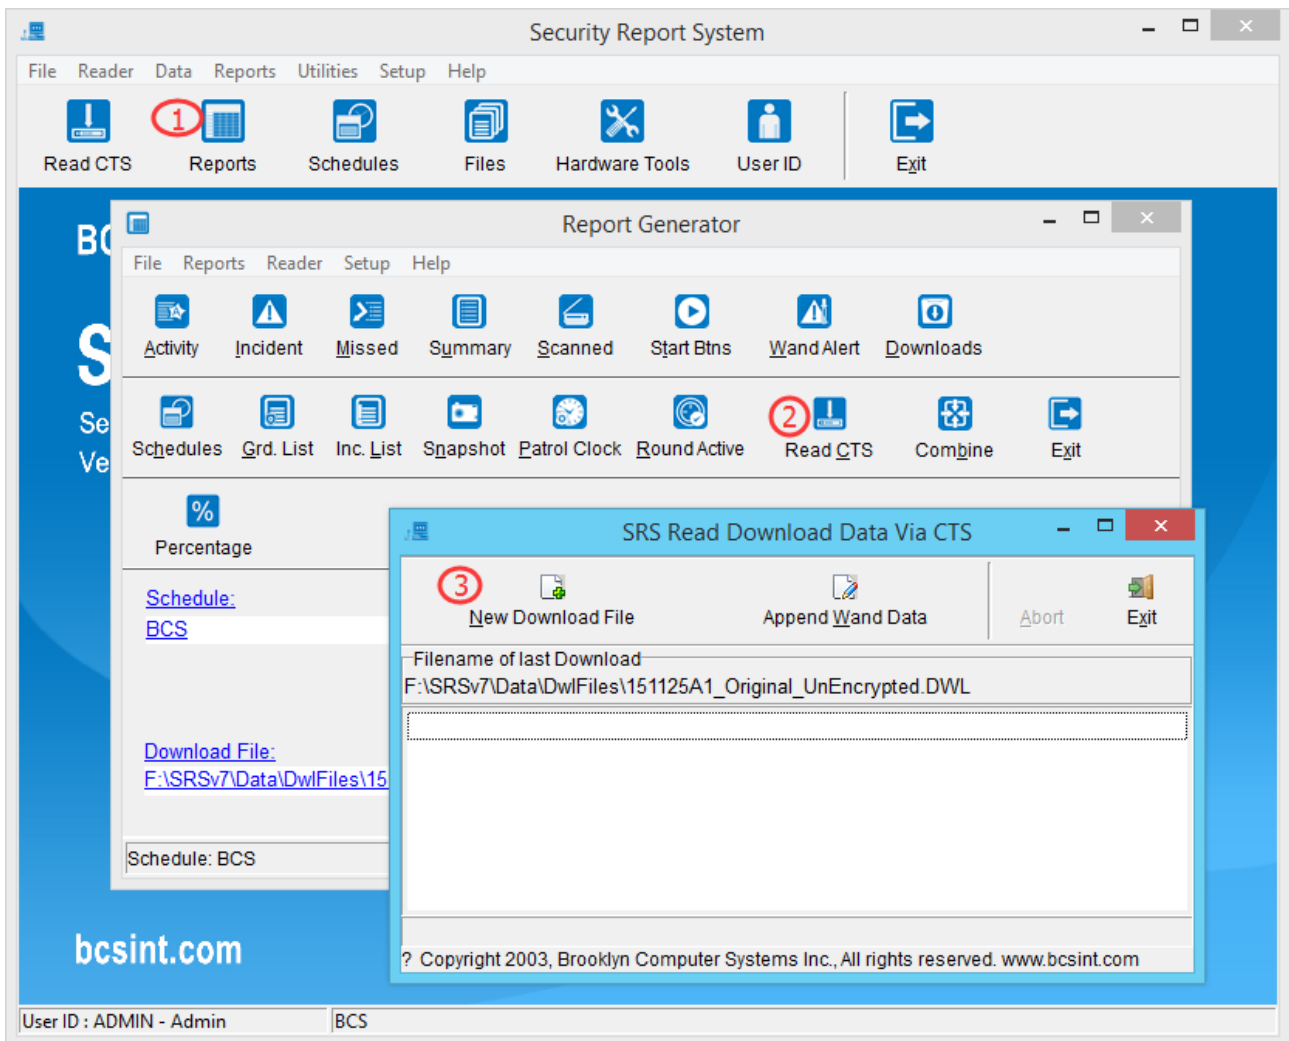 Security Report System
File Reader Data Reports Utilities Setup Help
1
Read CTS Reports Schedules Files Hardware Tools User ID Exit
Report Generator
File Reports Reader Setup Help
Activity Incident Missed Summary Scanned Start Btns Wand Alert Downloads
2
Schedules Grd. List Inc. List Snapshot Patrol Clock Round Active Read CTS Combine Exit
%
Percentage
Schedule:
BCS
Download File:
F:\SRSv7\Data\DwlFiles\15
Schedule: BCS
SRS Read Download Data Via CTS
3
New Download File Append Wand Data Abort Exit
Filename of last Download
F:\SRSv7\Data\DwlFiles\151125A1_Original_UnEncrypted.DWL
? Copyright 2003, Brooklyn Computer Systems Inc., All rights reserved. www.bcsint.com
bcsint.com
User ID : ADMIN - Admin BCS